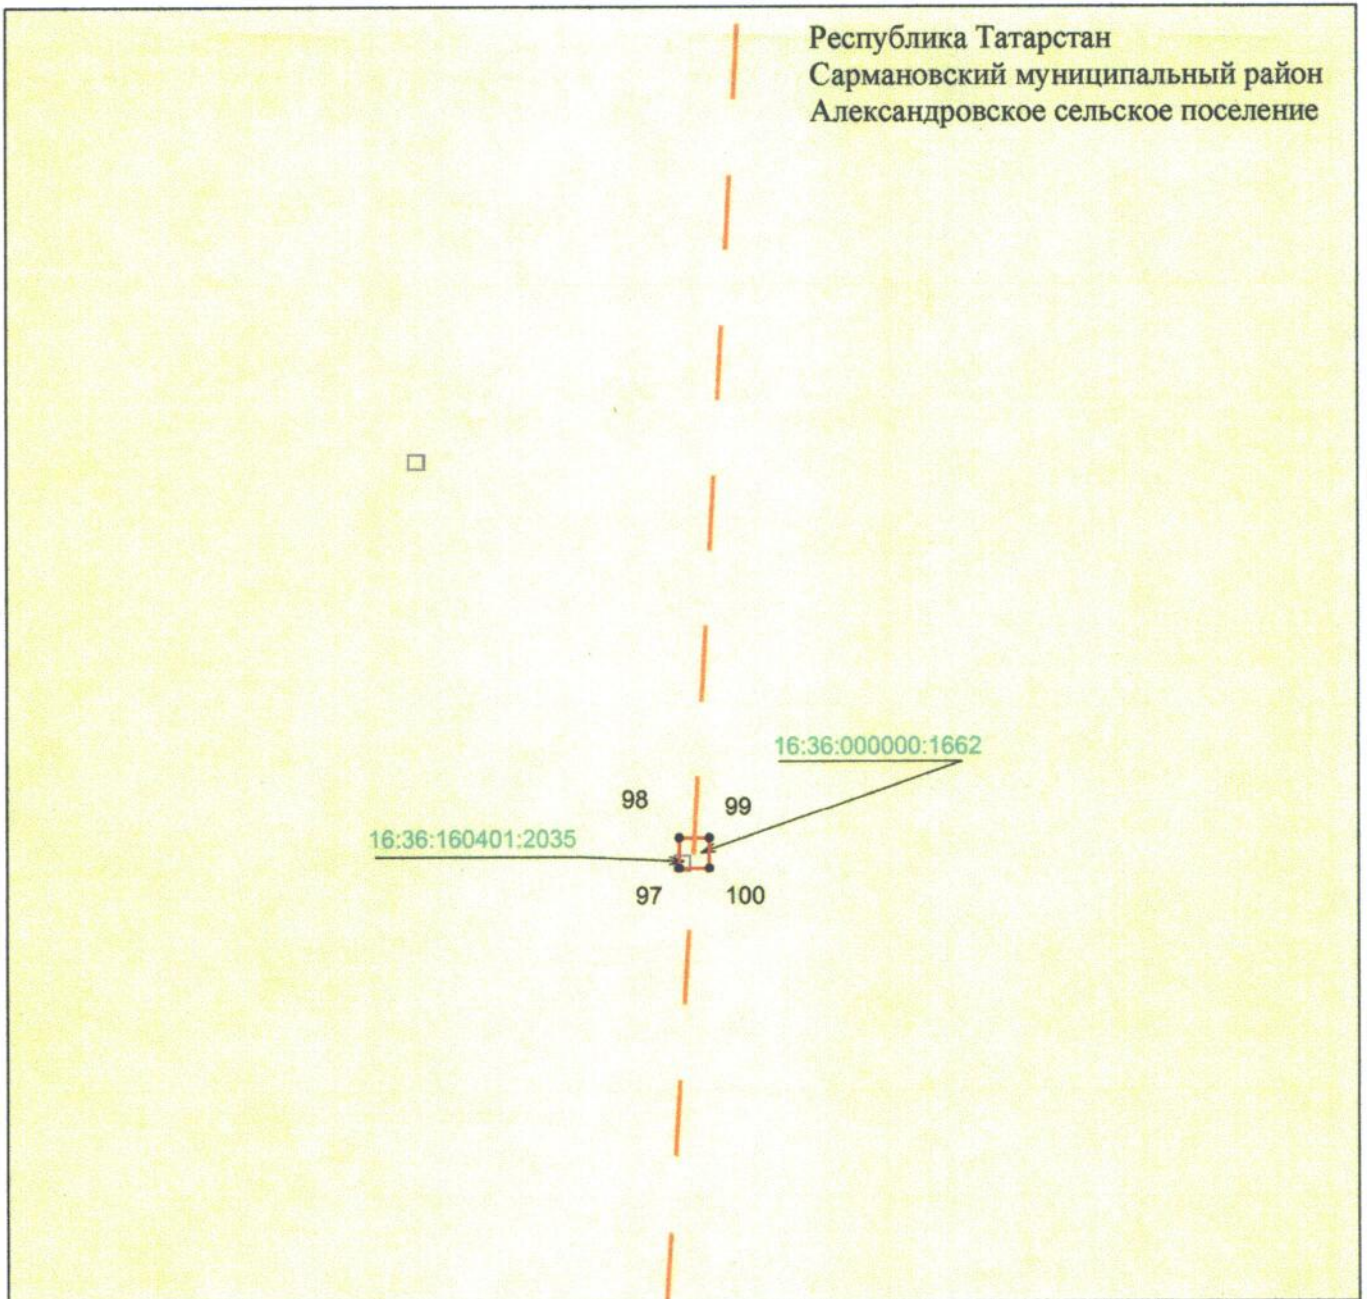 Республика Татарстан
Сармановский муниципальный район
Александровское сельское поселение
16:36:000000:1662
98
99
16:36:160401:2035
97
100